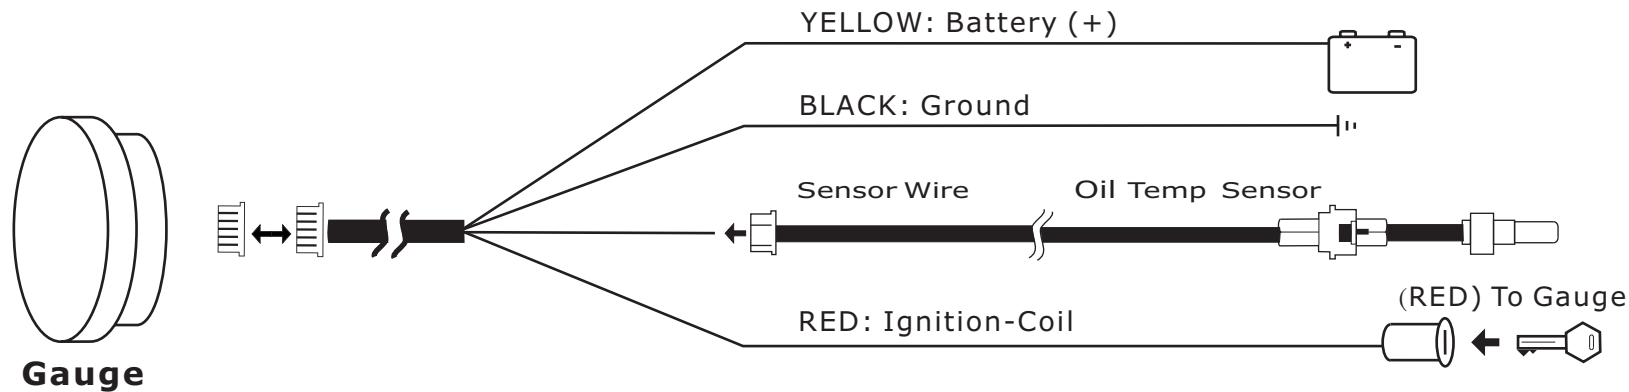 YELLOW: Battery (+)
+ -
BLACK: Ground
Sensor Wire
Oil Temp Sensor
(RED) To Gauge
RED: Ignition-Coil
Gauge